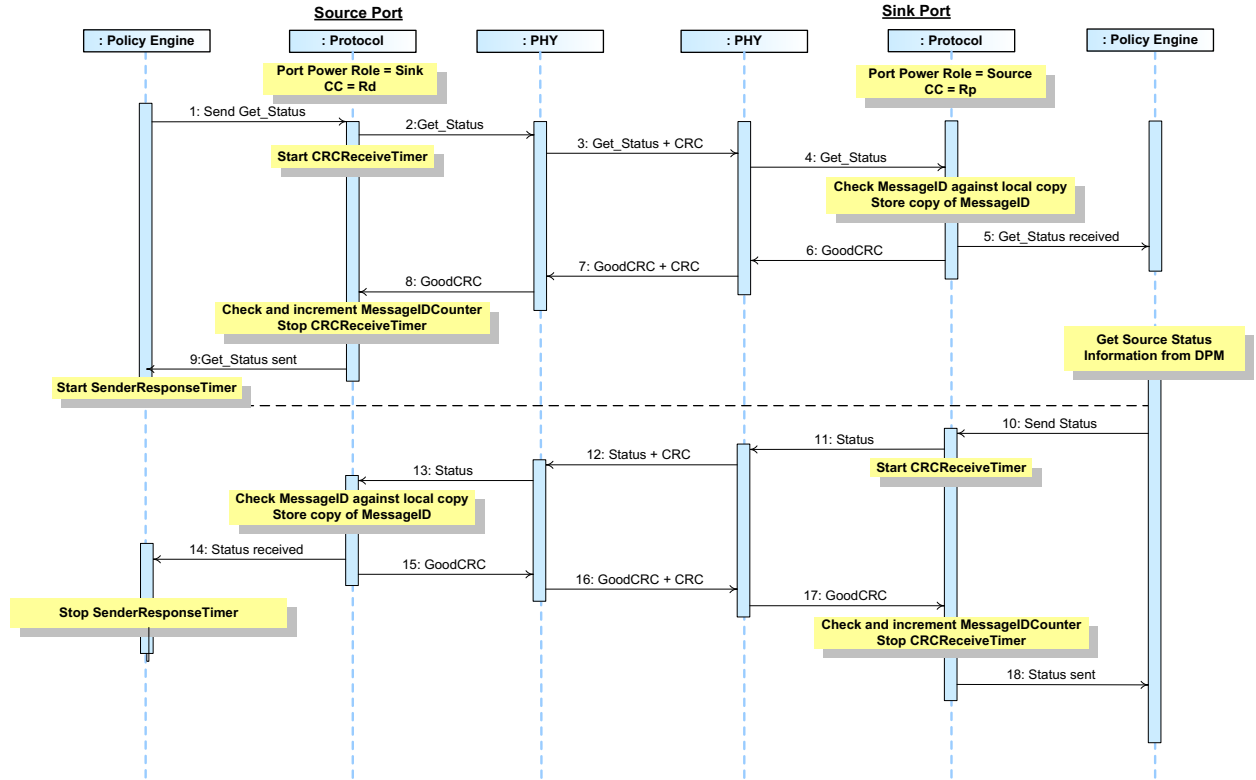 Source Port
Sink Port
: Policy Engine
: Protocol
: PHY
: PHY
: Protocol
: Policy Engine
Port Power Role = Sink
CC = Rd
Port Power Role = Source
CC = Rp
1: Send Get_Status
2:Get_Status
Start CRCReceiveTimer
3: Get_Status + CRC
4: Get_Status
Check MessageID against local copy
Store copy of MessageID
5: Get_Status received
6: GoodCRC
7: GoodCRC + CRC
8: GoodCRC
Check and increment MessageIDCounter
Stop CRCReceiveTimer
9:Get_Status sent
Start SenderResponseTimer
Get Source Status
Information from DPM
10: Send Status
11: Status
Start CRCReceiveTimer
12: Status + CRC
13: Status
Check MessageID against local copy
Store copy of MessageID
14: Status received
15: GoodCRC
16: GoodCRC + CRC
17: GoodCRC
Stop SenderResponseTimer
Check and increment MessageIDCounter
Stop CRCReceiveTimer
18: Status sent